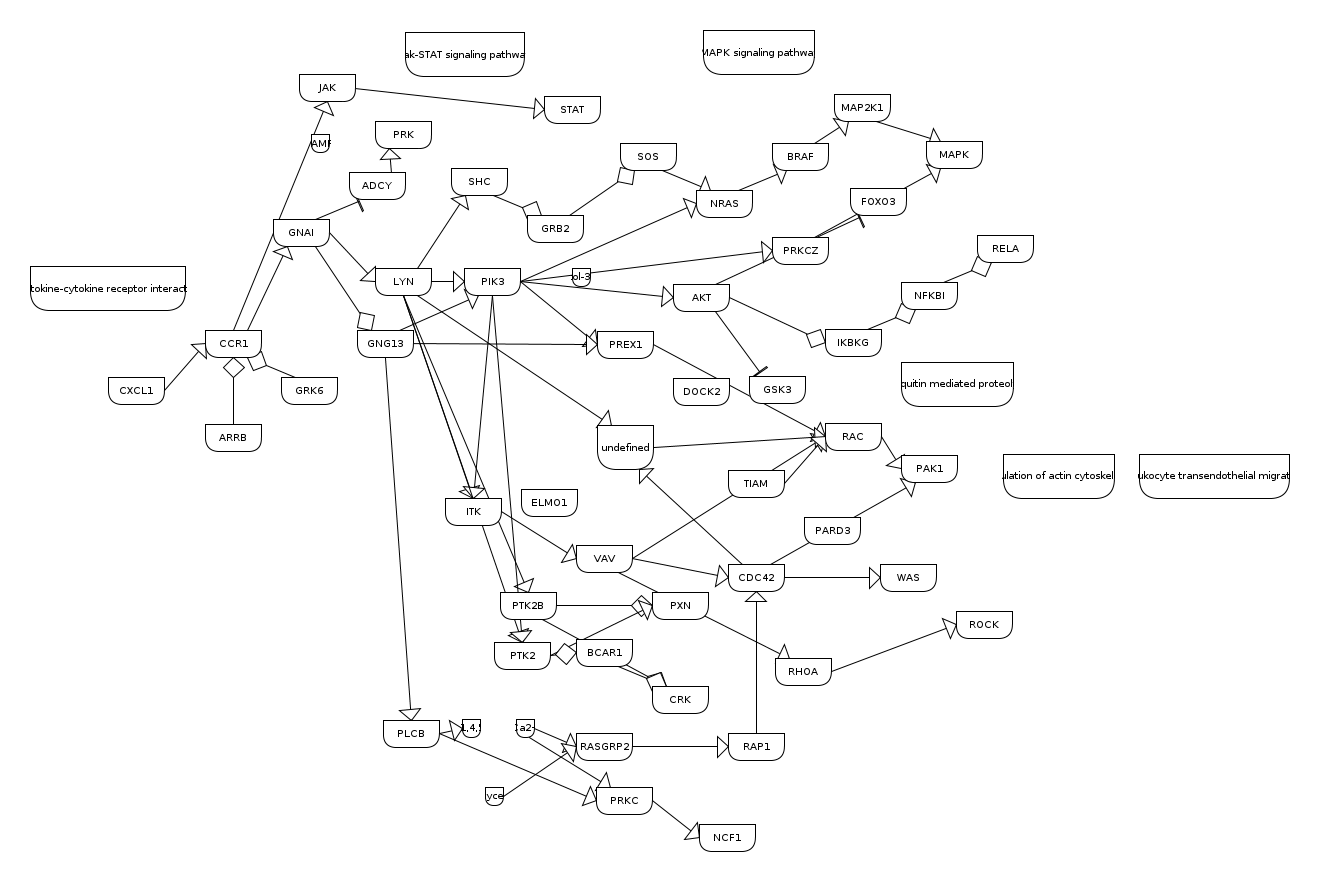 ak-STAT signaling pathwa
MAPK signaling pathwa
JAK
STAT
MAP2K1
PRK
AMP
SOS
BRAF
MAPK
ADCY
SHC
NRAS
FOXO3
GNAI
GRB2
PRKCZ
RELA
tokine-cytokine receptor interact
LYN
PIK3
ol-3
AKT
NFKBI
CCR1
GNG13
PREX1
IKBKG
CXCL1
GRK6
DOCK2
GSK3
quitin mediated proteol
ARRB
undefined
RAC
PAK1
ulation of actin cytoskel
ukocyte transendothelial migrat
TIAM
ITK
ELMO1
PARD3
VAV
CDC42
WAS
PTK2B
PXN
ROCK
PTK2
BCAR1
RHOA
CRK
PLCB
1,4,5
Ca2+
RASGRP2
RAP1
yce
PRKC
NCF1